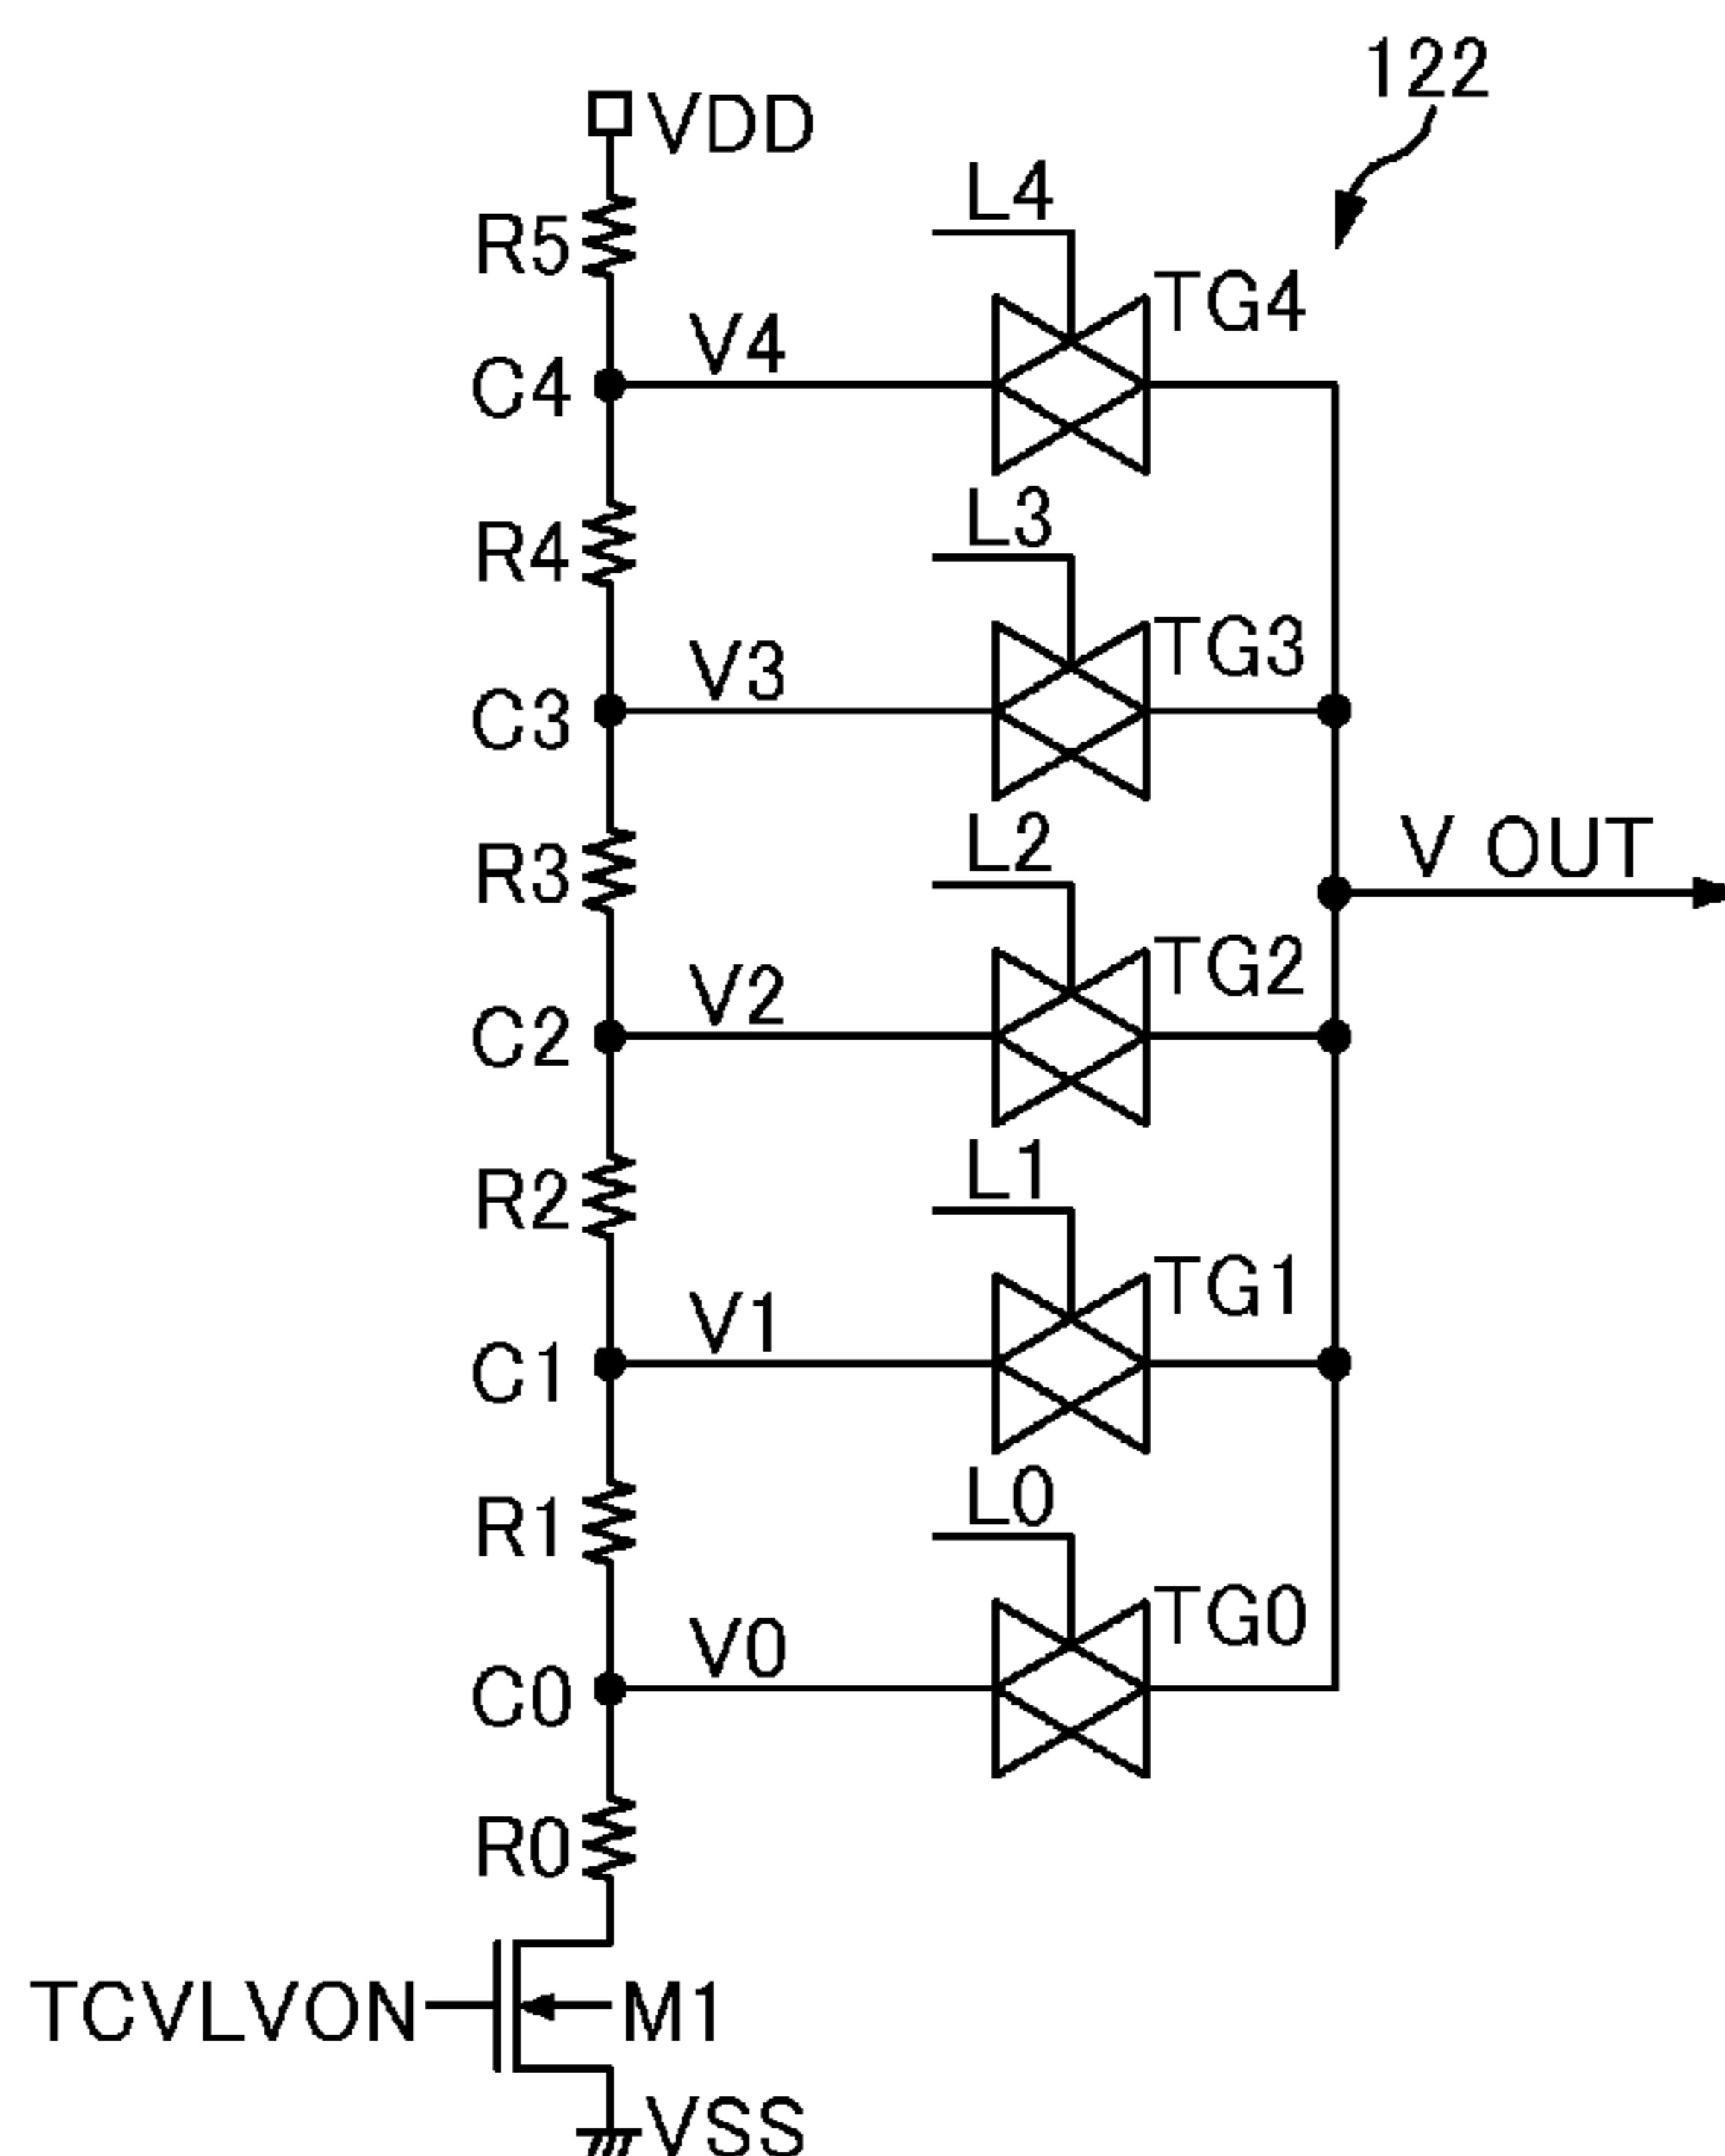 122
VDD
L4
R5
TG4
V4
C4
L3
R4
TG3
V3
C3
L2
V OUT
R3
TG2
V2
C2
L1
R2
TG1
V1
C1
L0
R1
TG0
V0
C0
R0
TCVLVON
M1
VSS